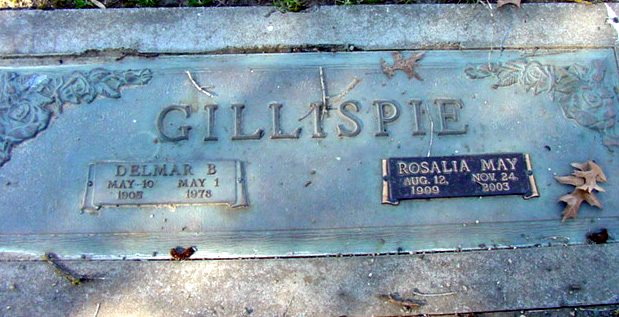 GILLISPIE
DELMAR B
MAY 10 MAY 1
1905 1978
ROSALIA MAY
AUG. 12, NOV. 24,
1909 2003